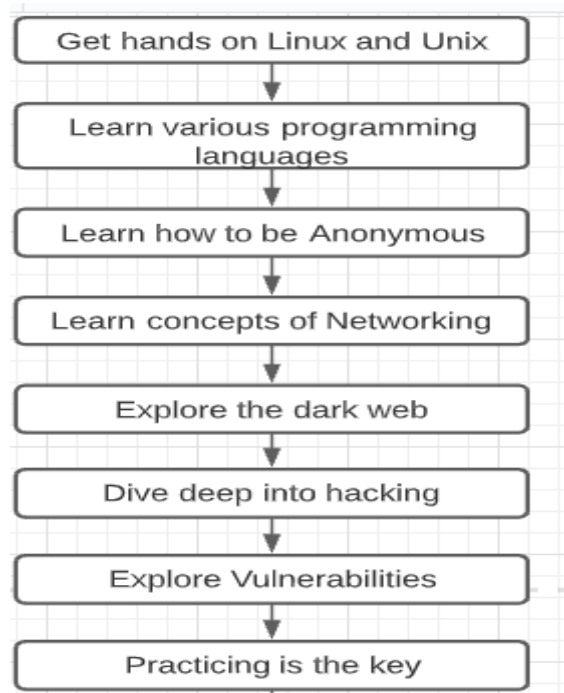 Get hands on Linux and Unix
Learn various programming
languages
Learn how to be Anonymous
Learn concepts of Networking
Explore the dark web
Dive deep into hacking
Explore Vulnerabilities
Practicing is the key